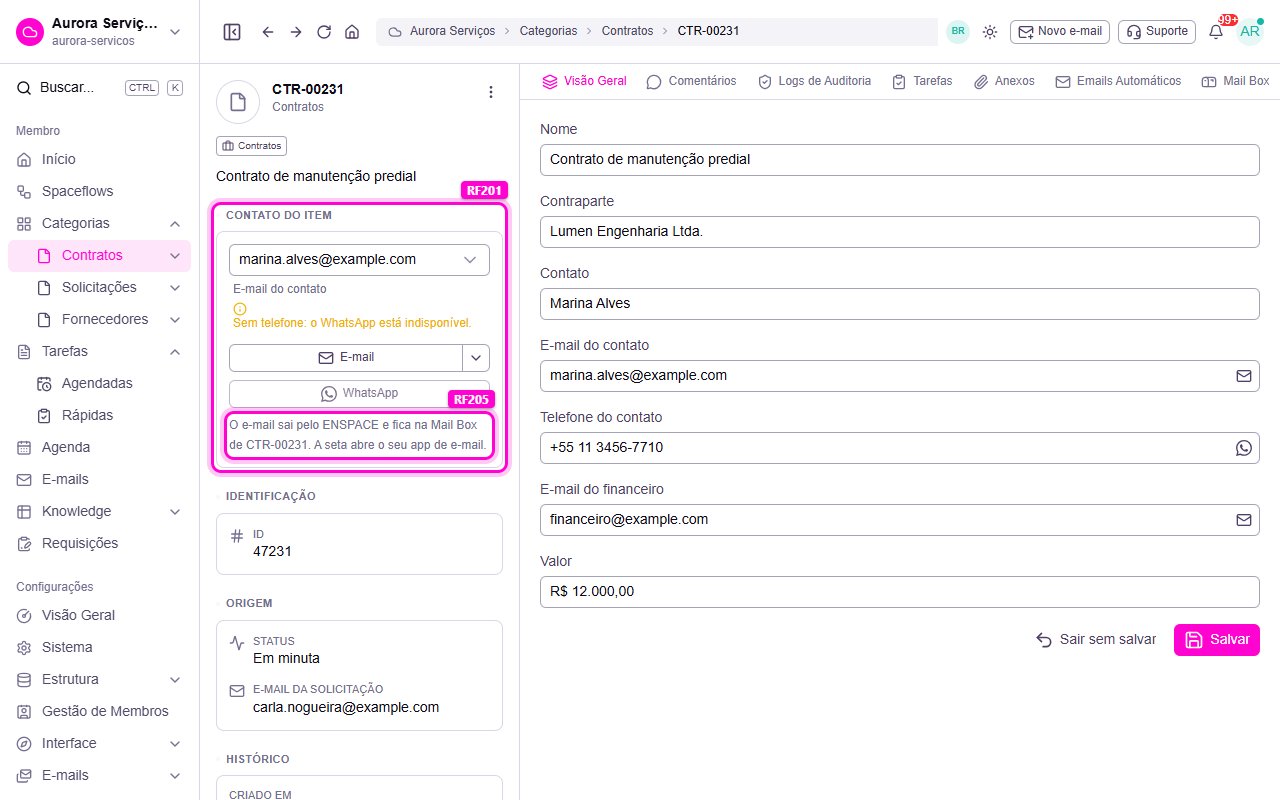 Aurora Serviç...
aurora-servicos
Aurora Serviços
Categorias
Contratos
CTR-00231
BR
Novo e-mail
Suporte
99+
AR
Buscar...
CTRL
K
Membro
Início
Spaceflows
Categorias
Contratos
Solicitações
Fornecedores
Tarefas
Agendadas
Rápidas
Agenda
E-mails
Knowledge
Requisições
Configurações
Visão Geral
Sistema
Estrutura
Gestão de Membros
Interface
E-mails
CTR-00231
Contratos
Contratos
Contrato de manutenção predial
RF201
CONTATO DO ITEM
marina.alves@example.com
E-mail do contato
Sem telefone: o WhatsApp está indisponível.
E-mail
WhatsApp
RF205
O e-mail sai pelo ENSPACE e fica na Mail Box
de CTR-00231. A seta abre o seu app de e-mail.
IDENTIFICAÇÃO
ID
47231
ORIGEM
STATUS
Em minuta
E-MAIL DA SOLICITAÇÃO
carla.nogueira@example.com
HISTÓRICO
CRIADO EM
Visão Geral
Comentários
Logs de Auditoria
Tarefas
Anexos
Emails Automáticos
Mail Box
Nome
Contrato de manutenção predial
Contraparte
Lumen Engenharia Ltda.
Contato
Marina Alves
E-mail do contato
marina.alves@example.com
Telefone do contato
+55 11 3456-7710
E-mail do financeiro
financeiro@example.com
Valor
R$ 12.000,00
Sair sem salvar
Salvar